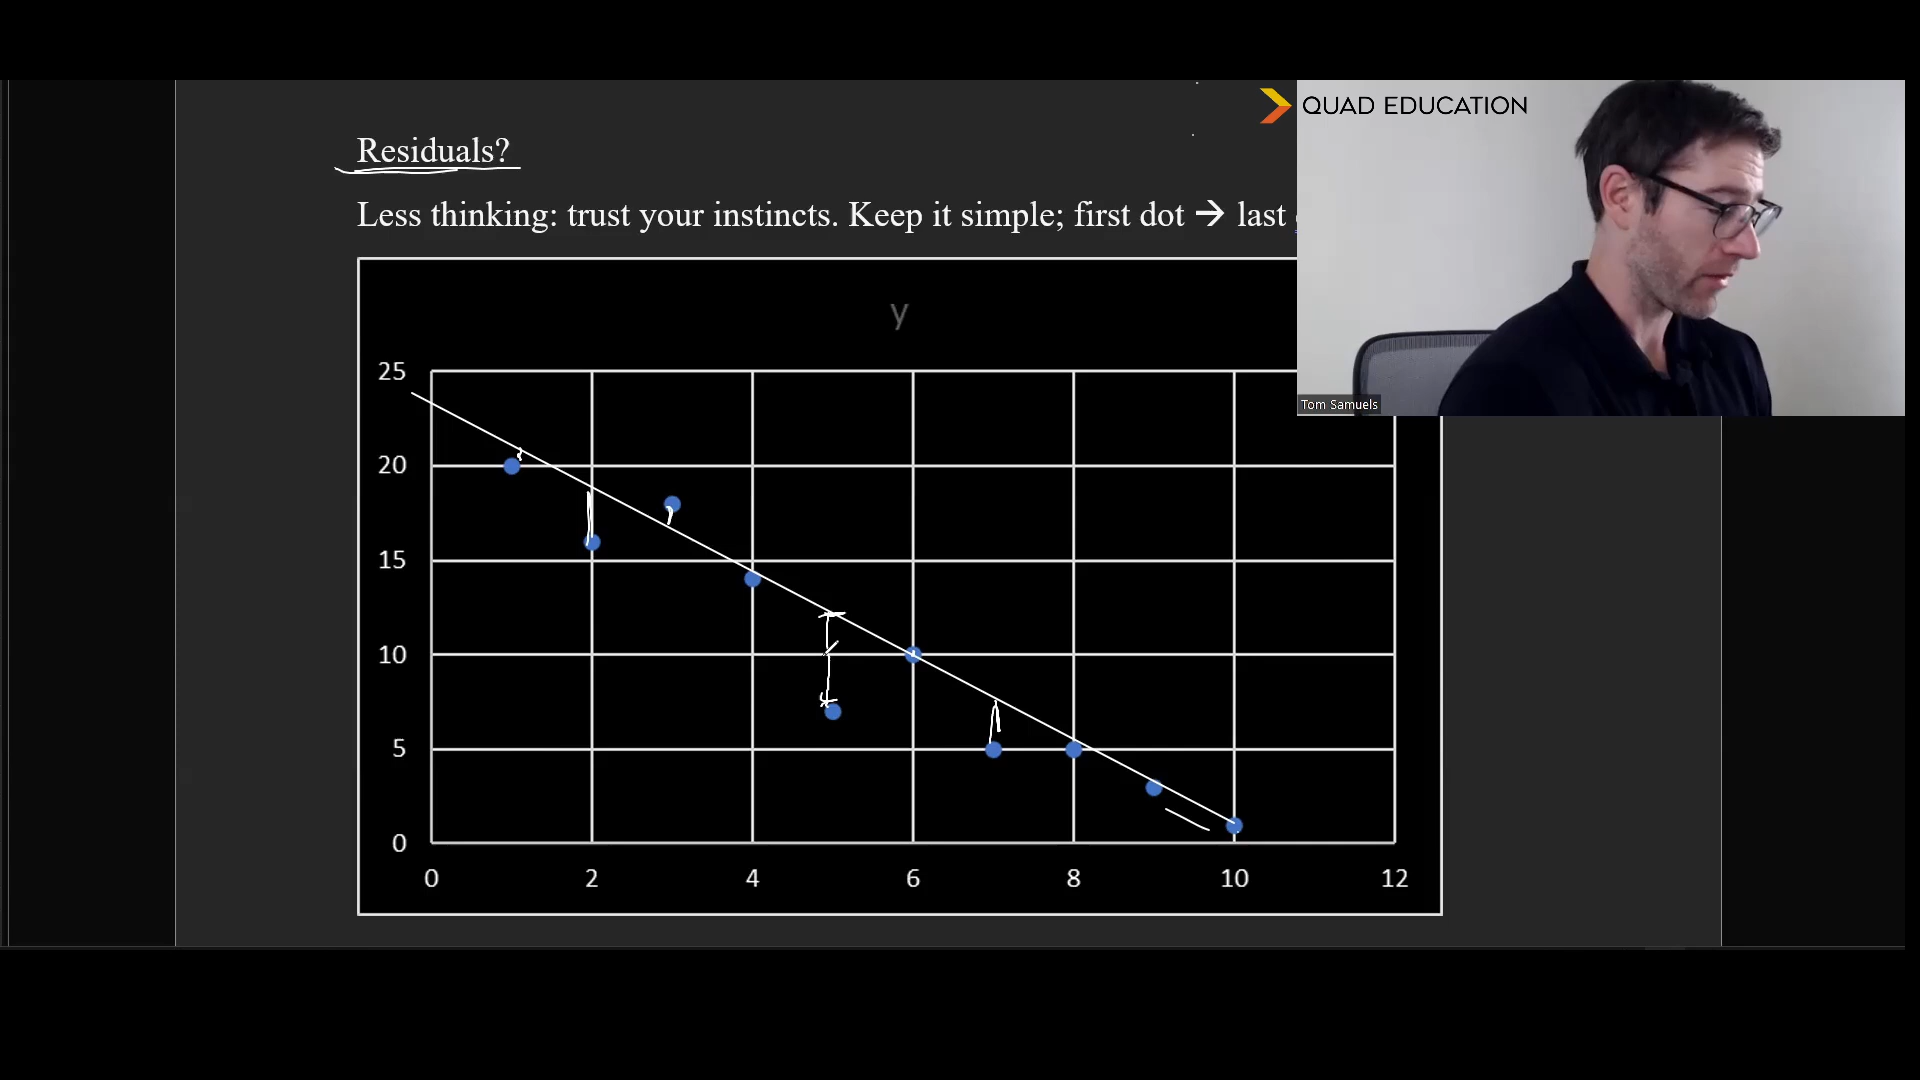 QUAD EDUCATION
Residuals?
Less thinking: trust your instincts. Keep it simple; first dot → last
Tom Samuels
y
25
20
15
10
5
0
0 2 4 6 8 10 12